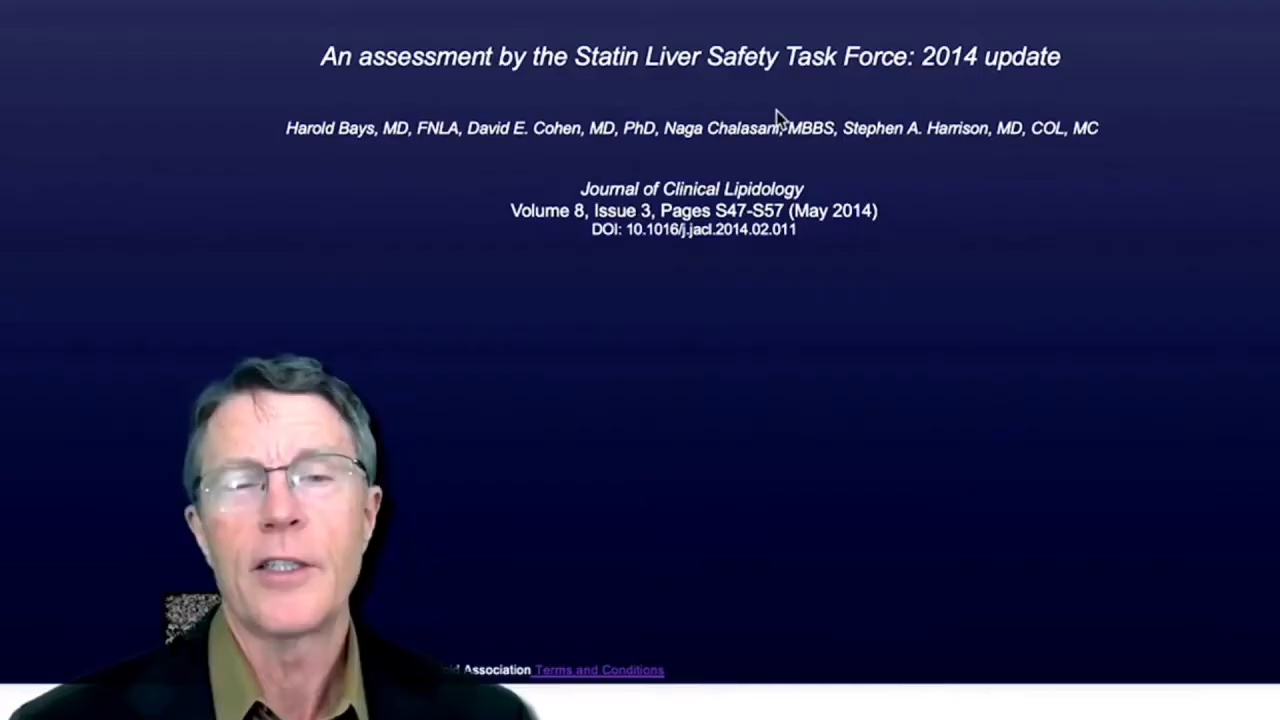 An assessment by the Statin Liver Safety Task Force: 2014 update
Harold Bays, MD, FNLA, David E. Cohen, MD, PhD, Naga Chalasani, MBBS, Stephen A. Harrison, MD, COL, MC
Journal of Clinical Lipidology
Volume 8, Issue 3, Pages S47-S57 (May 2014)
DOI: 10.1016/j.jacl.2014.02.011
Association Terms and Conditions